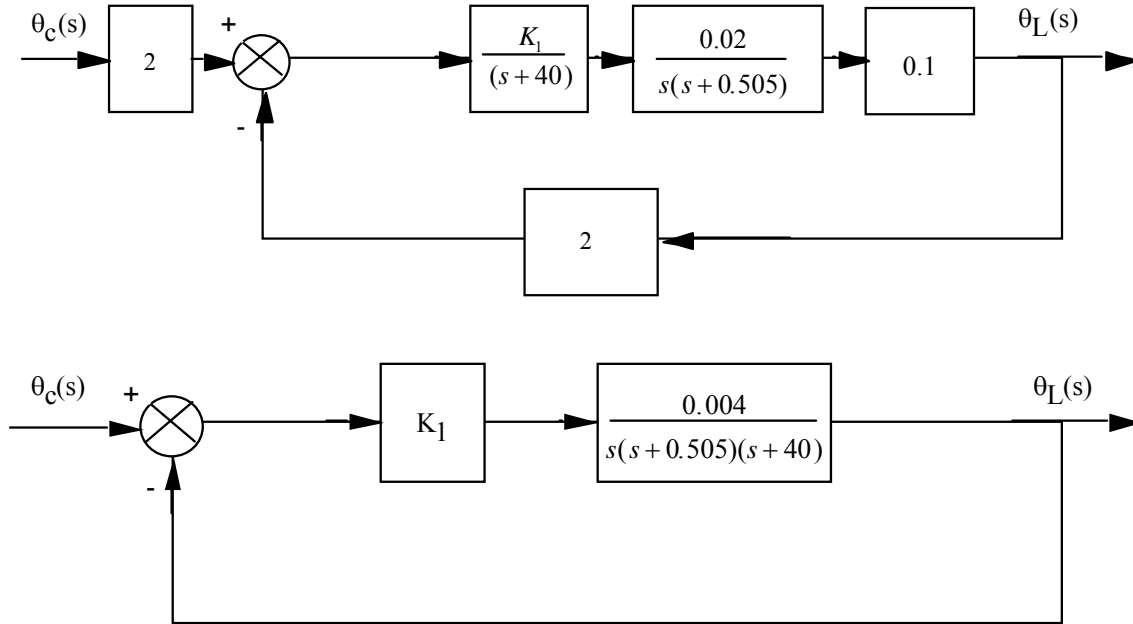 θc(s)
+
2
-
K1
(s+40)
0.02
s(s+0.505)
0.1
θL(s)
2
θc(s)
+
-
K1
0.004
s(s+0.505)(s+40)
θL(s)